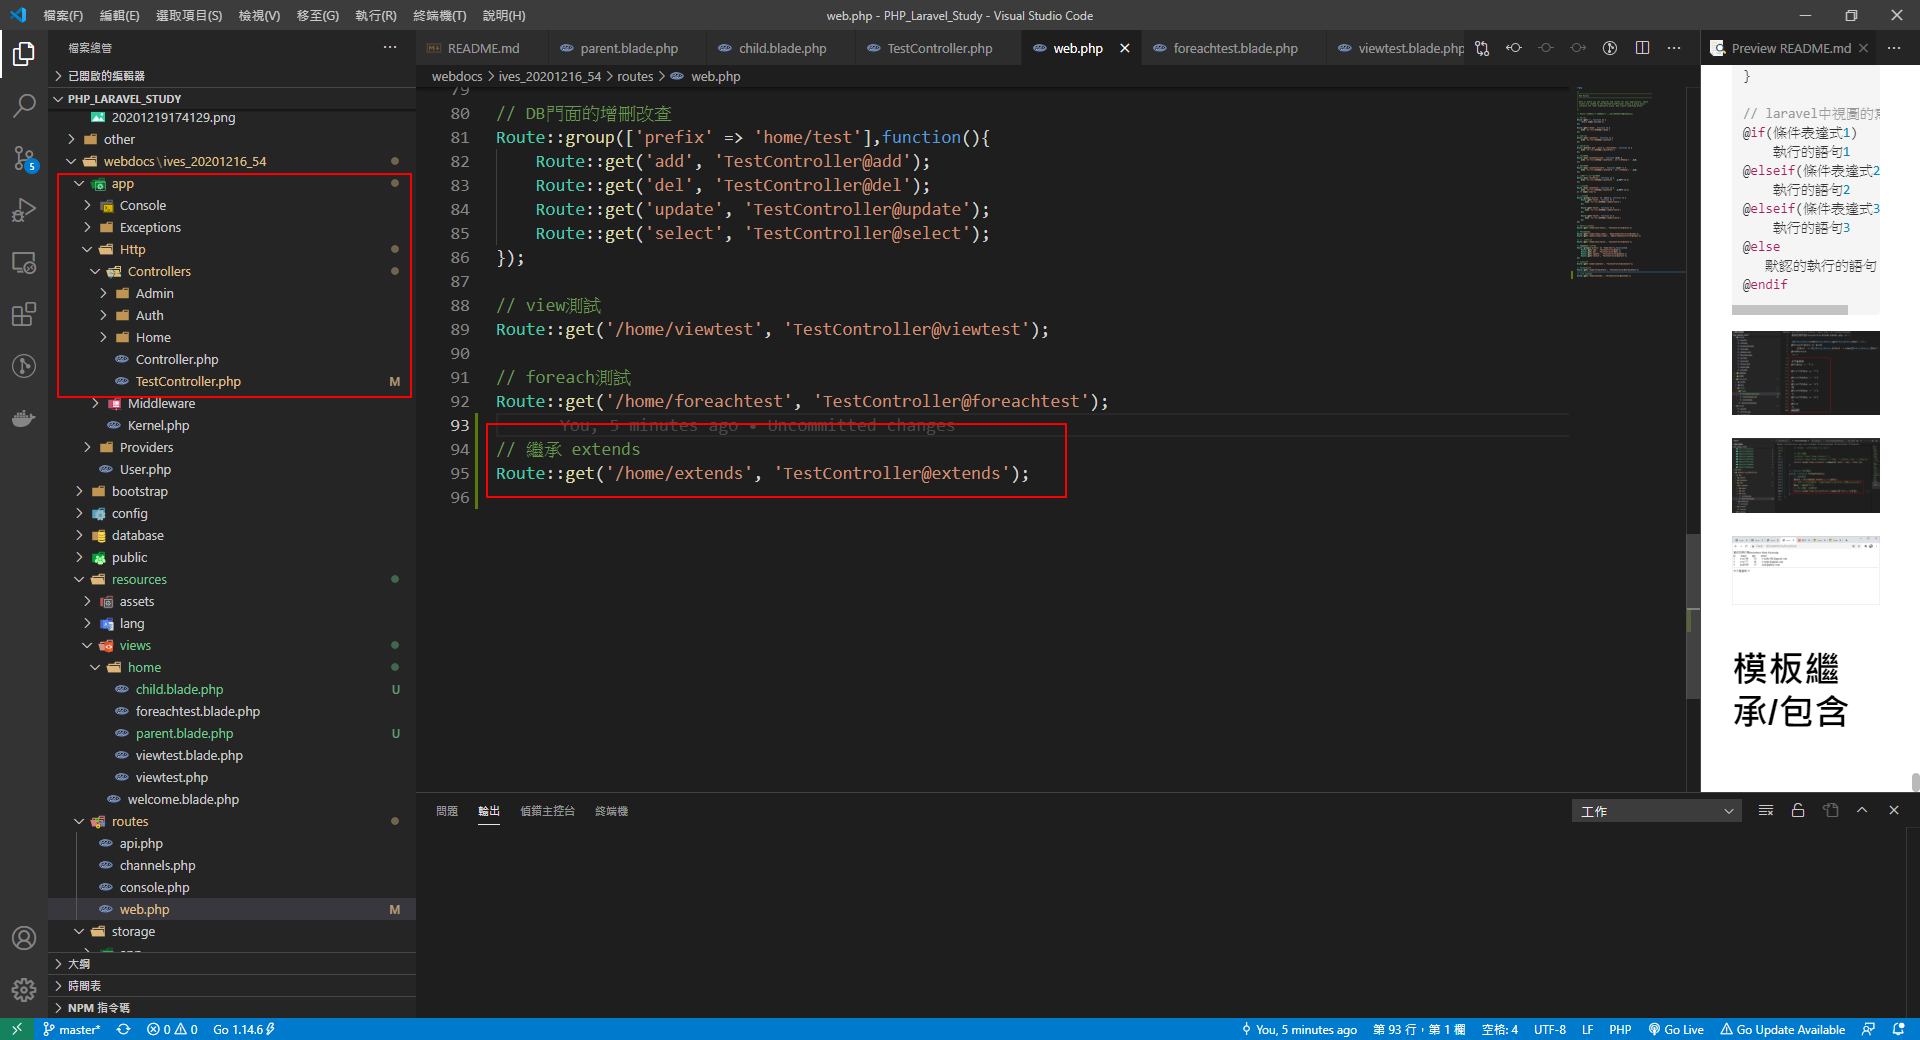 檔案(F) 編輯(E) 選取項目(S) 檢視(V) 移至(G) 執行(R) 終端機(T) 說明(H)
web.php - PHP_Laravel_Study - Visual Studio Code
檔案總管
README.md parent.blade.php child.blade.php TestController.php web.php foreachtest.blade.php viewtest.blade.php
Preview README.md
webdocs > ives_20201216_54 > routes > web.php
已開啟的編輯器
PHP_LARAVEL_STUDY
20201219174129.png
other
webdocs \ ives_20201216_54
app
Console
Exceptions
Http
Controllers
Admin
Auth
Home
Controller.php
TestController.php M
Middleware
Kernel.php
Providers
User.php
bootstrap
config
database
public
resources
assets
lang
views
home
child.blade.php U
foreachtest.blade.php
parent.blade.php U
viewtest.blade.php
viewtest.php
welcome.blade.php
routes
api.php
channels.php
console.php
web.php M
storage
大綱
時間表
NPM 指令碼
79
80 // DB門面的增刪改查
81 Route::group(['prefix' => 'home/test'],function(){
82 Route::get('add', 'TestController@add');
83 Route::get('del', 'TestController@del');
84 Route::get('update', 'TestController@update');
85 Route::get('select', 'TestController@select');
86 });
87
88 // view測試
89 Route::get('/home/viewtest', 'TestController@viewtest');
90
91 // foreach測試
92 Route::get('/home/foreachtest', 'TestController@foreachtest');
93 You, 5 minutes ago • Uncommitted changes
94 // 繼承 extends
95 Route::get('/home/extends', 'TestController@extends');
96
}
// laravel中視圖的
@if(條件表達式1)
執行的語句1
@elseif(條件表達式2
執行的語句2
@elseif(條件表達式3
執行的語句3
@else
默認的執行的語句
@endif
模板繼
承/包含
問題 輸出 偵錯主控台 終端機
工作
5
master* 0 0 Go 1.14.6
You, 5 minutes ago 第 93 行，第 1 欄 空格: 4 UTF-8 LF PHP Go Live Go Update Available